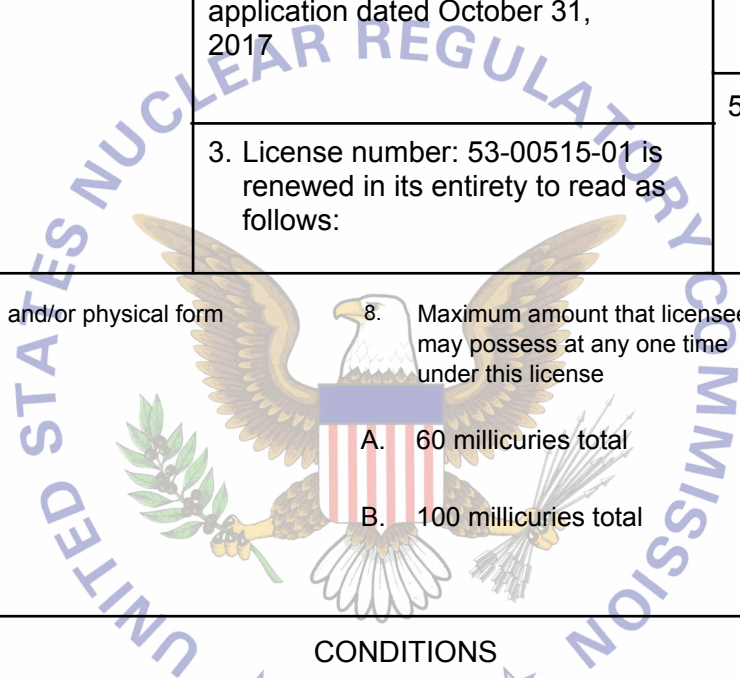 application dated October 31,
2017
5
3. License number: 53-00515-01 is
renewed in its entirety to read as
follows:
and/or physical form
8. Maximum amount that licensee
may possess at any one time
under this license
A. 60 millicuries total
B. 100 millicuries total
CONDITIONS
UNITED STATES NUCLEAR REGULATORY COMMISSION